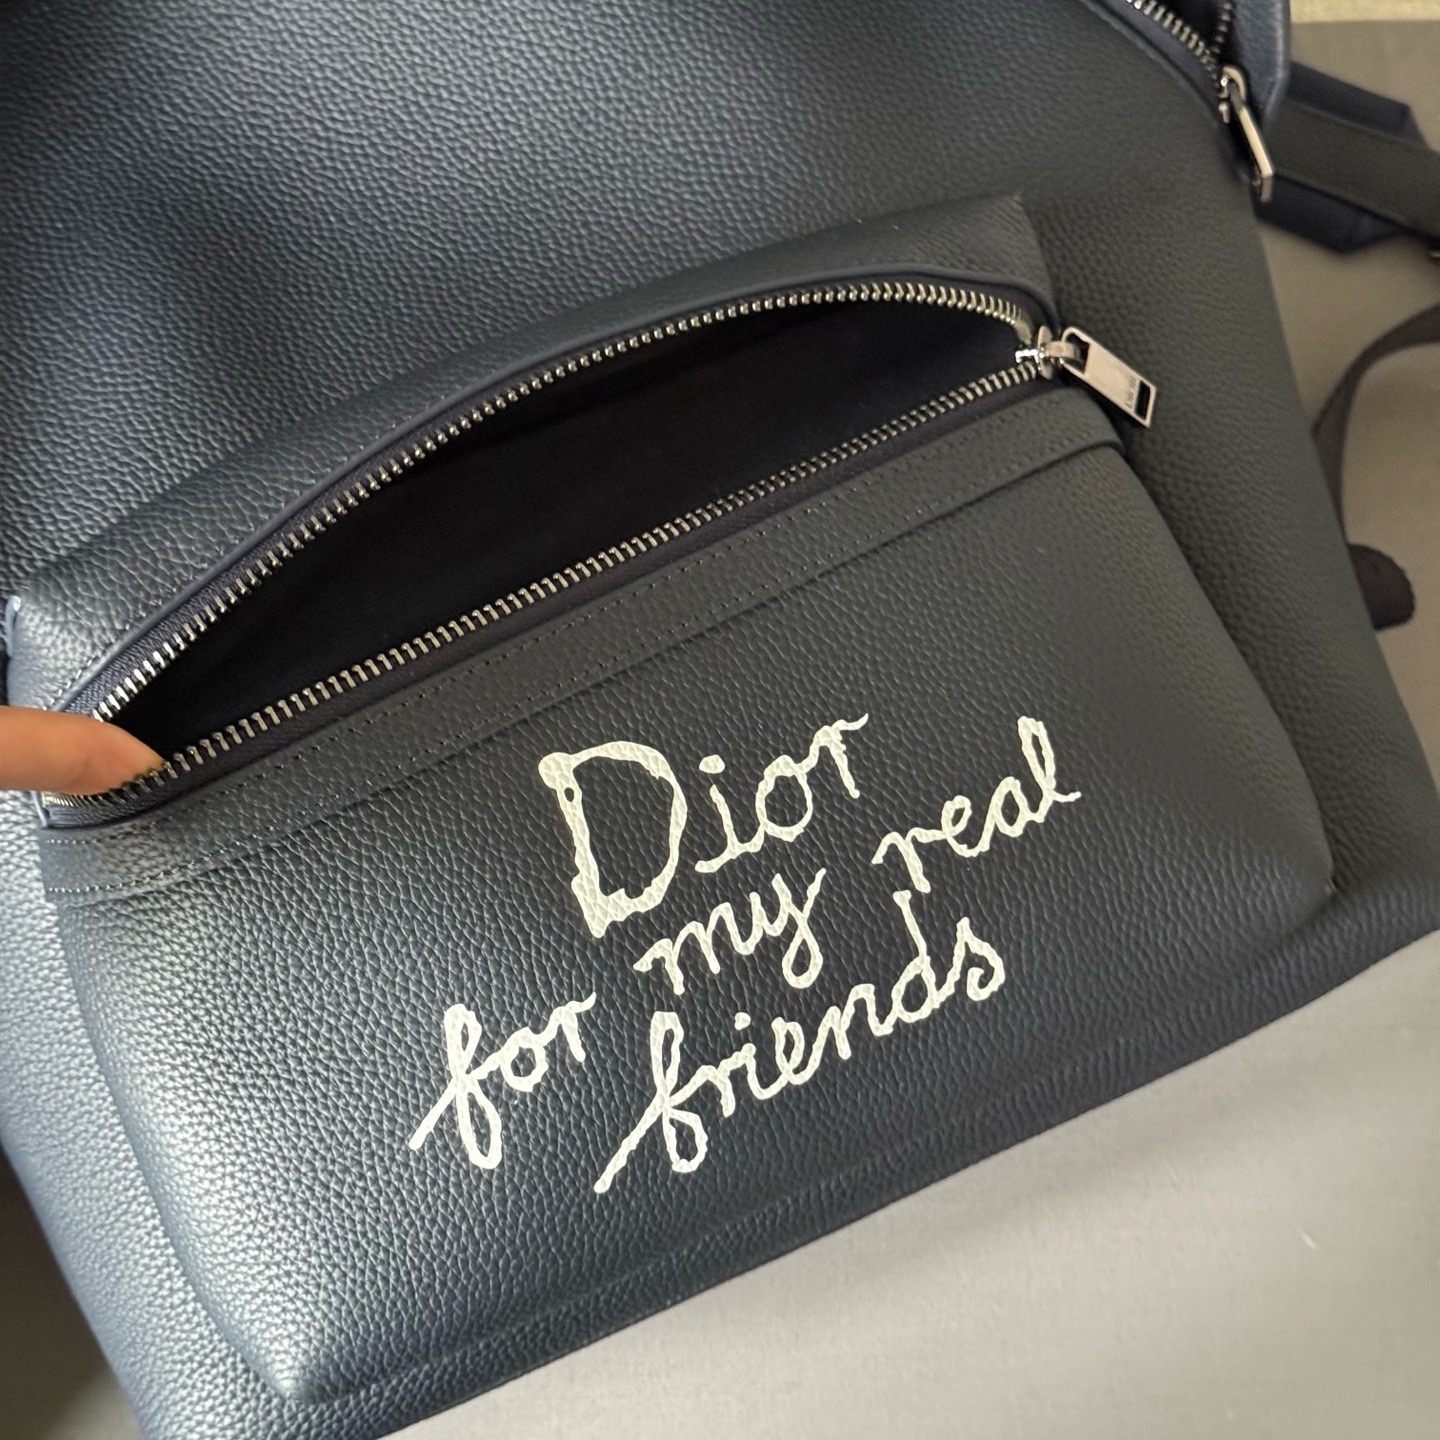 Dior
for my real
friends